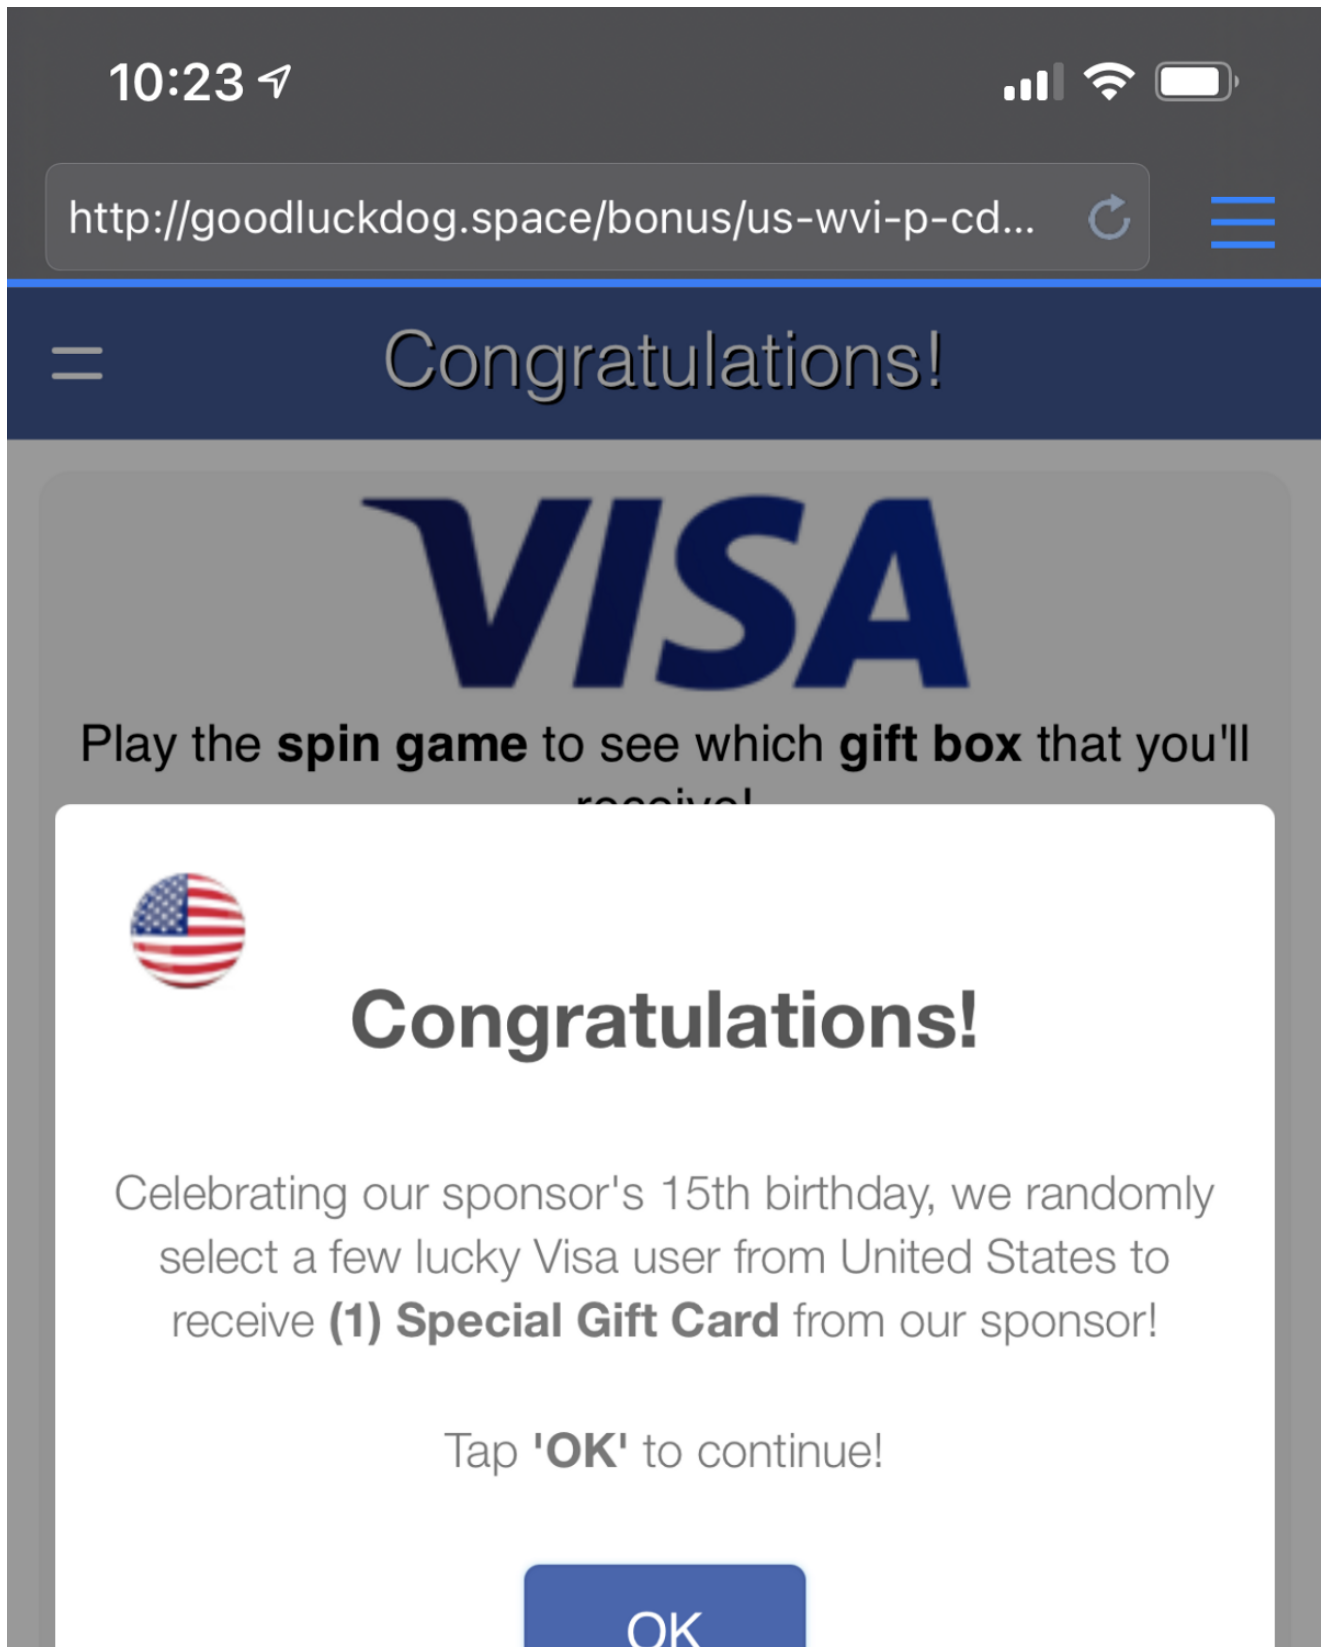 10:23
http://goodluckdog.space/bonus/us-wvi-p-cd...
Congratulations!
VISA
Play the spin game to see which gift box that you'll
receive!
Congratulations!
Celebrating our sponsor's 15th birthday, we randomly
select a few lucky Visa user from United States to
receive (1) Special Gift Card from our sponsor!
Tap 'OK' to continue!
OK